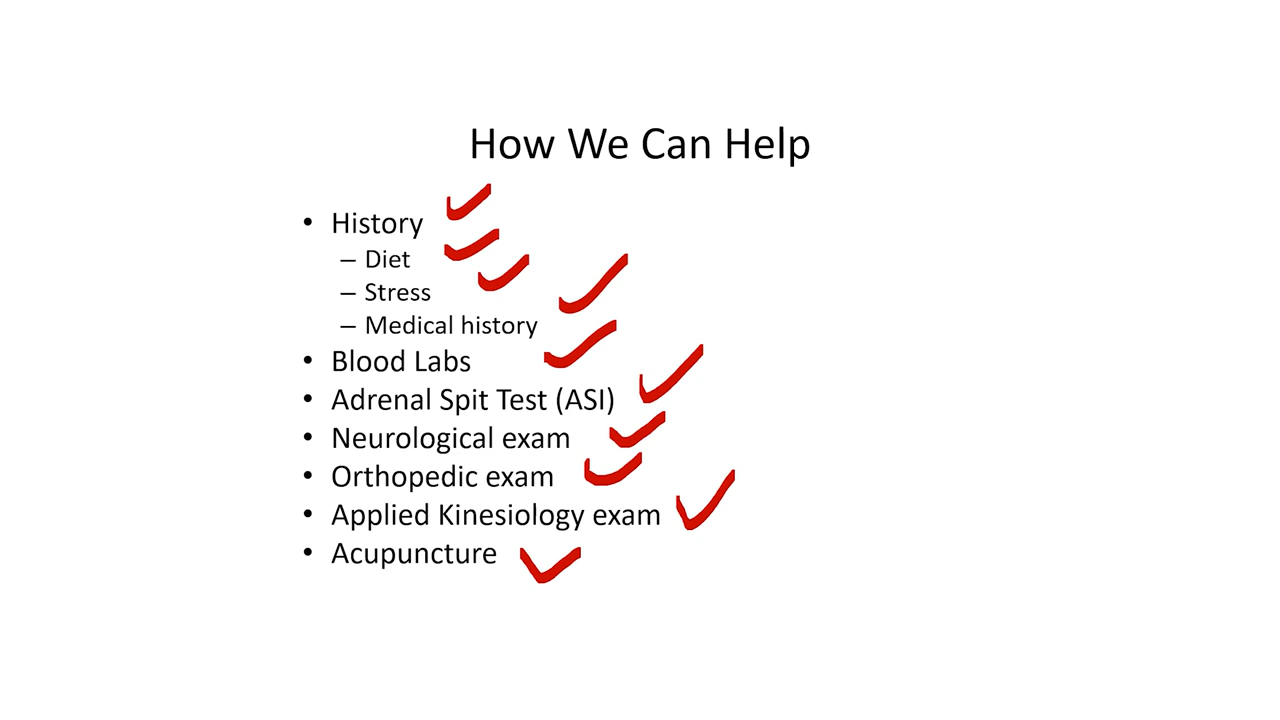 How We Can Help
• History
– Diet
– Stress
– Medical history
• Blood Labs
• Adrenal Spit Test (ASI)
• Neurological exam
• Orthopedic exam
• Applied Kinesiology exam
• Acupuncture